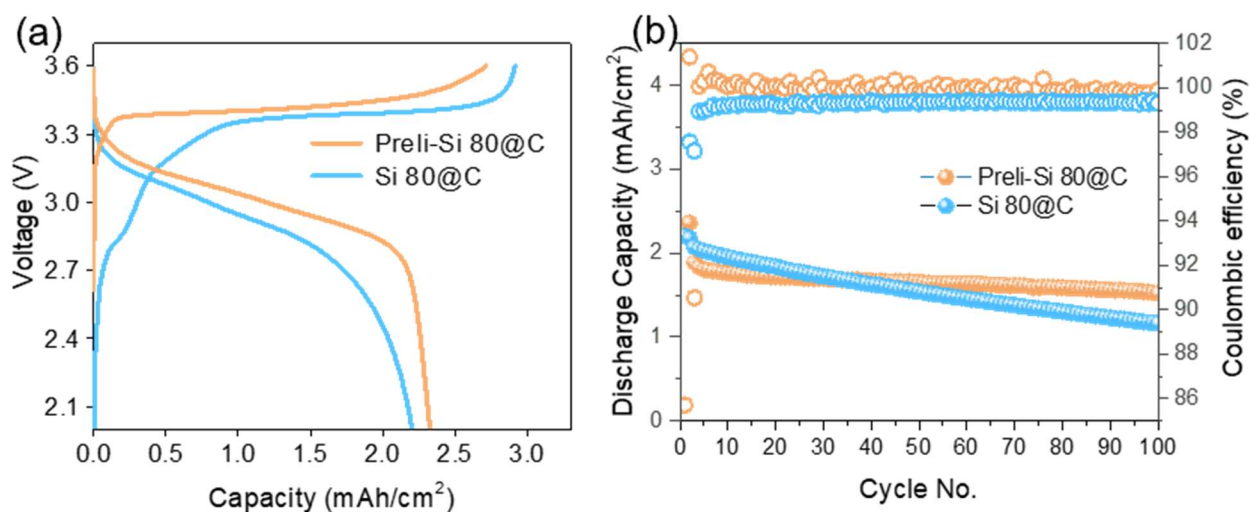 (a)
3.6
3.3
3.0
2.7
2.4
2.1
Voltage (V)
Preli-Si 80@C
Si 80@C
0.0 0.5 1.0 1.5 2.0 2.5 3.0
Capacity (mAh/cm²)
(b)
4
3
2
1
0
Discharge Capacity (mAh/cm²)
Preli-Si 80@C
Si 80@C
102
100
98
96
94
92
90
88
86
Coulombic efficiency (%)
0 10 20 30 40 50 60 70 80 90 100
Cycle No.